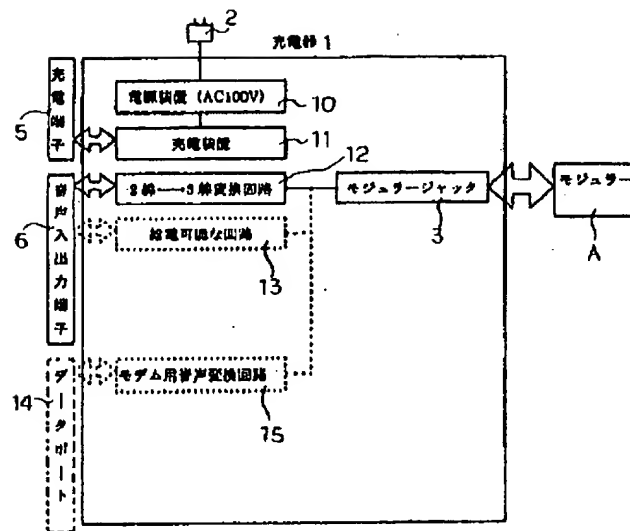 2
充電器1
電源装置 (AC100V)
10
充電端子
5
充電装置
11
12
2線→3線変換回路
モジュラージャック
3
モジュラー
A
音声入出力端子
6
給電可能な回路
13
データポート
14
モデム用音声変換回路
15